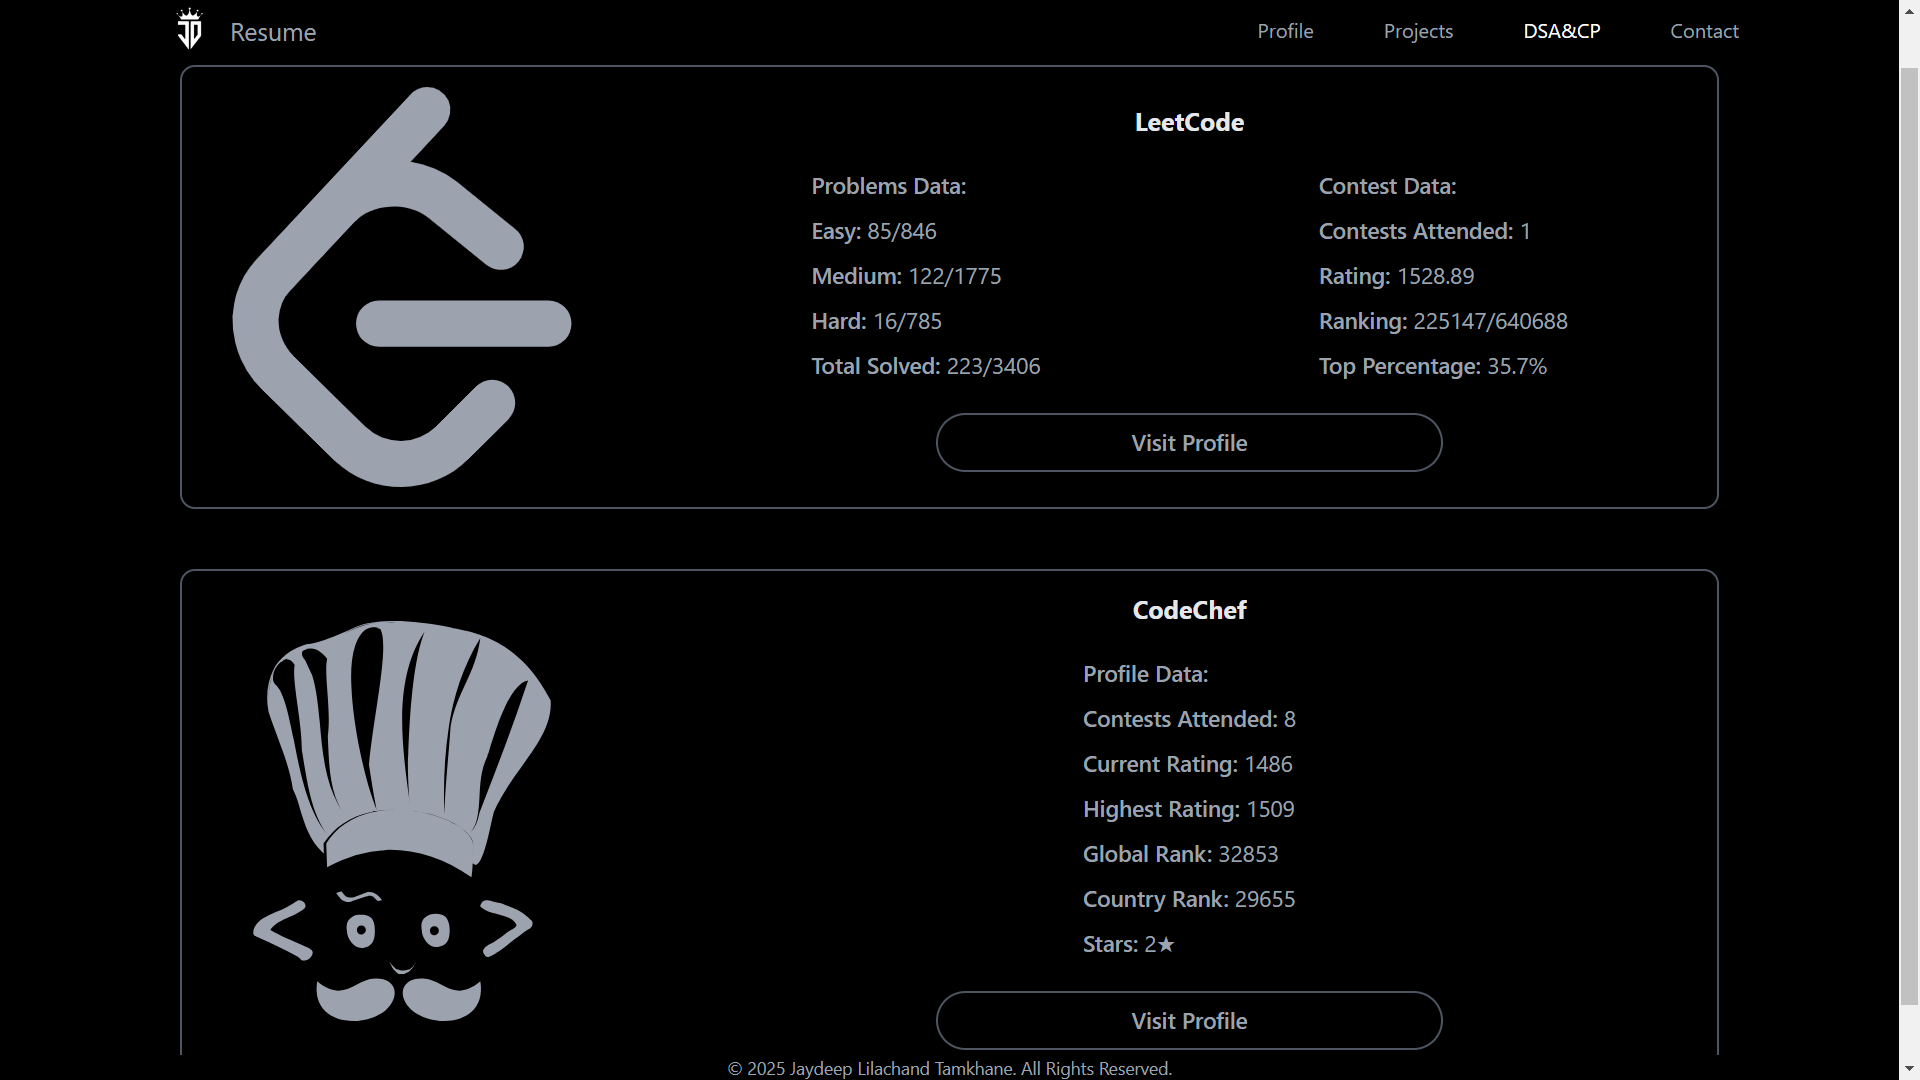 JD Resume Profile Projects DSA&CP Contact
LeetCode
Problems Data:
Easy: 85/846
Medium: 122/1775
Hard: 16/785
Total Solved: 223/3406
Contest Data:
Contests Attended: 1
Rating: 1528.89
Ranking: 225147/640688
Top Percentage: 35.7%
Visit Profile
CodeChef
Profile Data:
Contests Attended: 8
Current Rating: 1486
Highest Rating: 1509
Global Rank: 32853
Country Rank: 29655
Stars: 2★
Visit Profile
© 2025 Jaydeep Lilachand Tamkhane. All Rights Reserved.